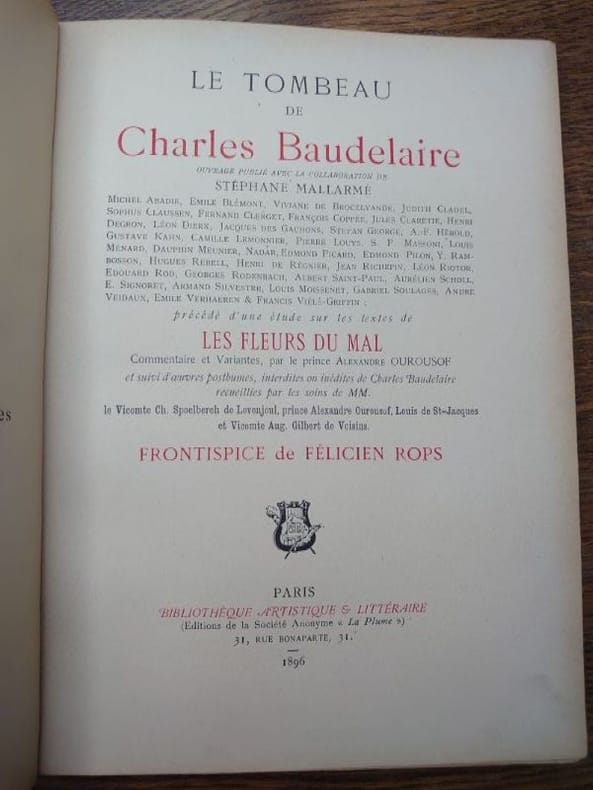 LE TOMBEAU
DE
Charles Baudelaire
OUVRAGE PUBLIÉ AVEC LA COLLABORATION DE
STÉPHANE MALLARMÉ
MICHEL ABADIE, EMILE BLÉMONT, VIVIANE DE BROCELYANDE, JUDITH CLADEL,
SOPHUS CLAUSSEN, FERNAND CLERGET, FRANÇOIS COPPÉE, JULES CLARETIE, HENRI
DEGRON, LÉON DIERX, JACQUES DES GACHONS, STEFAN GEORGE, A.-F. HÉROLD,
GUSTAVE KAHN, CAMILLE LEMONNIER, PIERRE LOUYS, S. P. MASSONI, LOUIS
MÉNARD, DAUPHIN MEUNIER, NADAR, EDMOND PICARD, EDMOND PILON, Y. RAM-
BOSSON, HUGUES REBELL, HENRI DE RÉGNIER, JEAN RICHEPIN, LÉON RIOTOR,
EDOUARD ROD, GEORGES RODENBACH, ALBERT SAINT-PAUL, AURÉLIEN SCHOLL,
E. SIGNORET, ARMAND SILVESTRE, LOUIS MOISSENET, GABRIEL SOULAGES, ANDRE
VEIDAUX, EMILE VERHAEREN & FRANCIS VIÉLÉ-GRIFFIN ;
précédé d'une étude sur les textes de
LES FLEURS DU MAL
Commentaire et Variantes, par le prince ALEXANDRE OUROUSOF
et suivi d'œuvres posthumes, interdites ou inédites de Charles Baudelaire
recueillies par les soins de MM.
le Vicomte Ch. Spoelberch de Lovenjoul, prince Alexandre Ourousof, Louis de St-Jacques
et Vicomte Aug. Gilbert de Voisins.
es
FRONTISPICE de FÉLICIEN ROPS
PARIS
BIBLIOTHÈQUE ARTISTIQUE & LITTÉRAIRE
(Editions de la Société Anonyme « La Plume »)
31, RUE BONAPARTE, 31.
1896